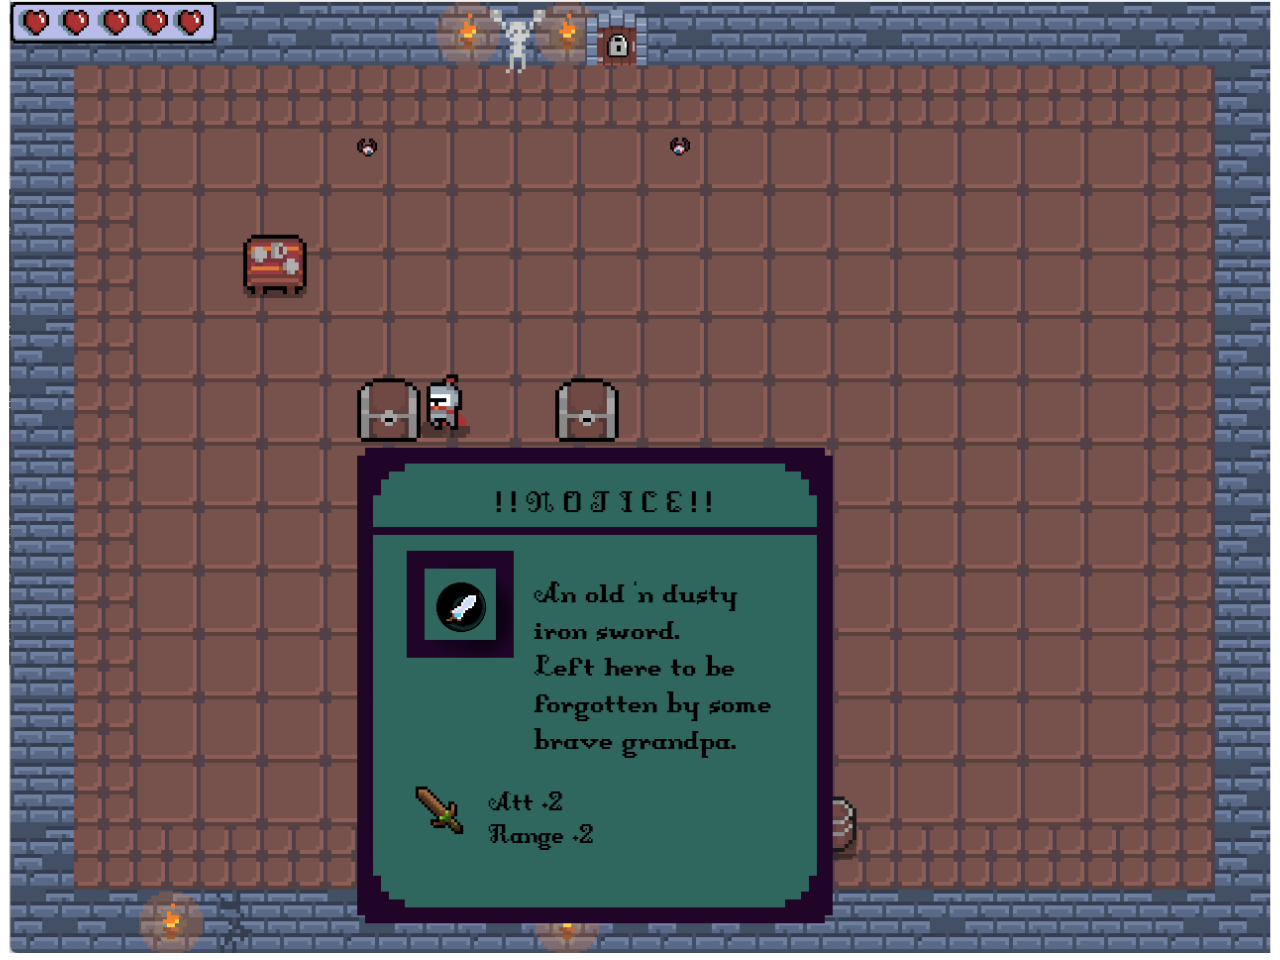 !!NOTICE!!
An old 'n dusty
iron sword.
Left here to be
forgotten by some
brave grandpa.
Att +2
Range +2